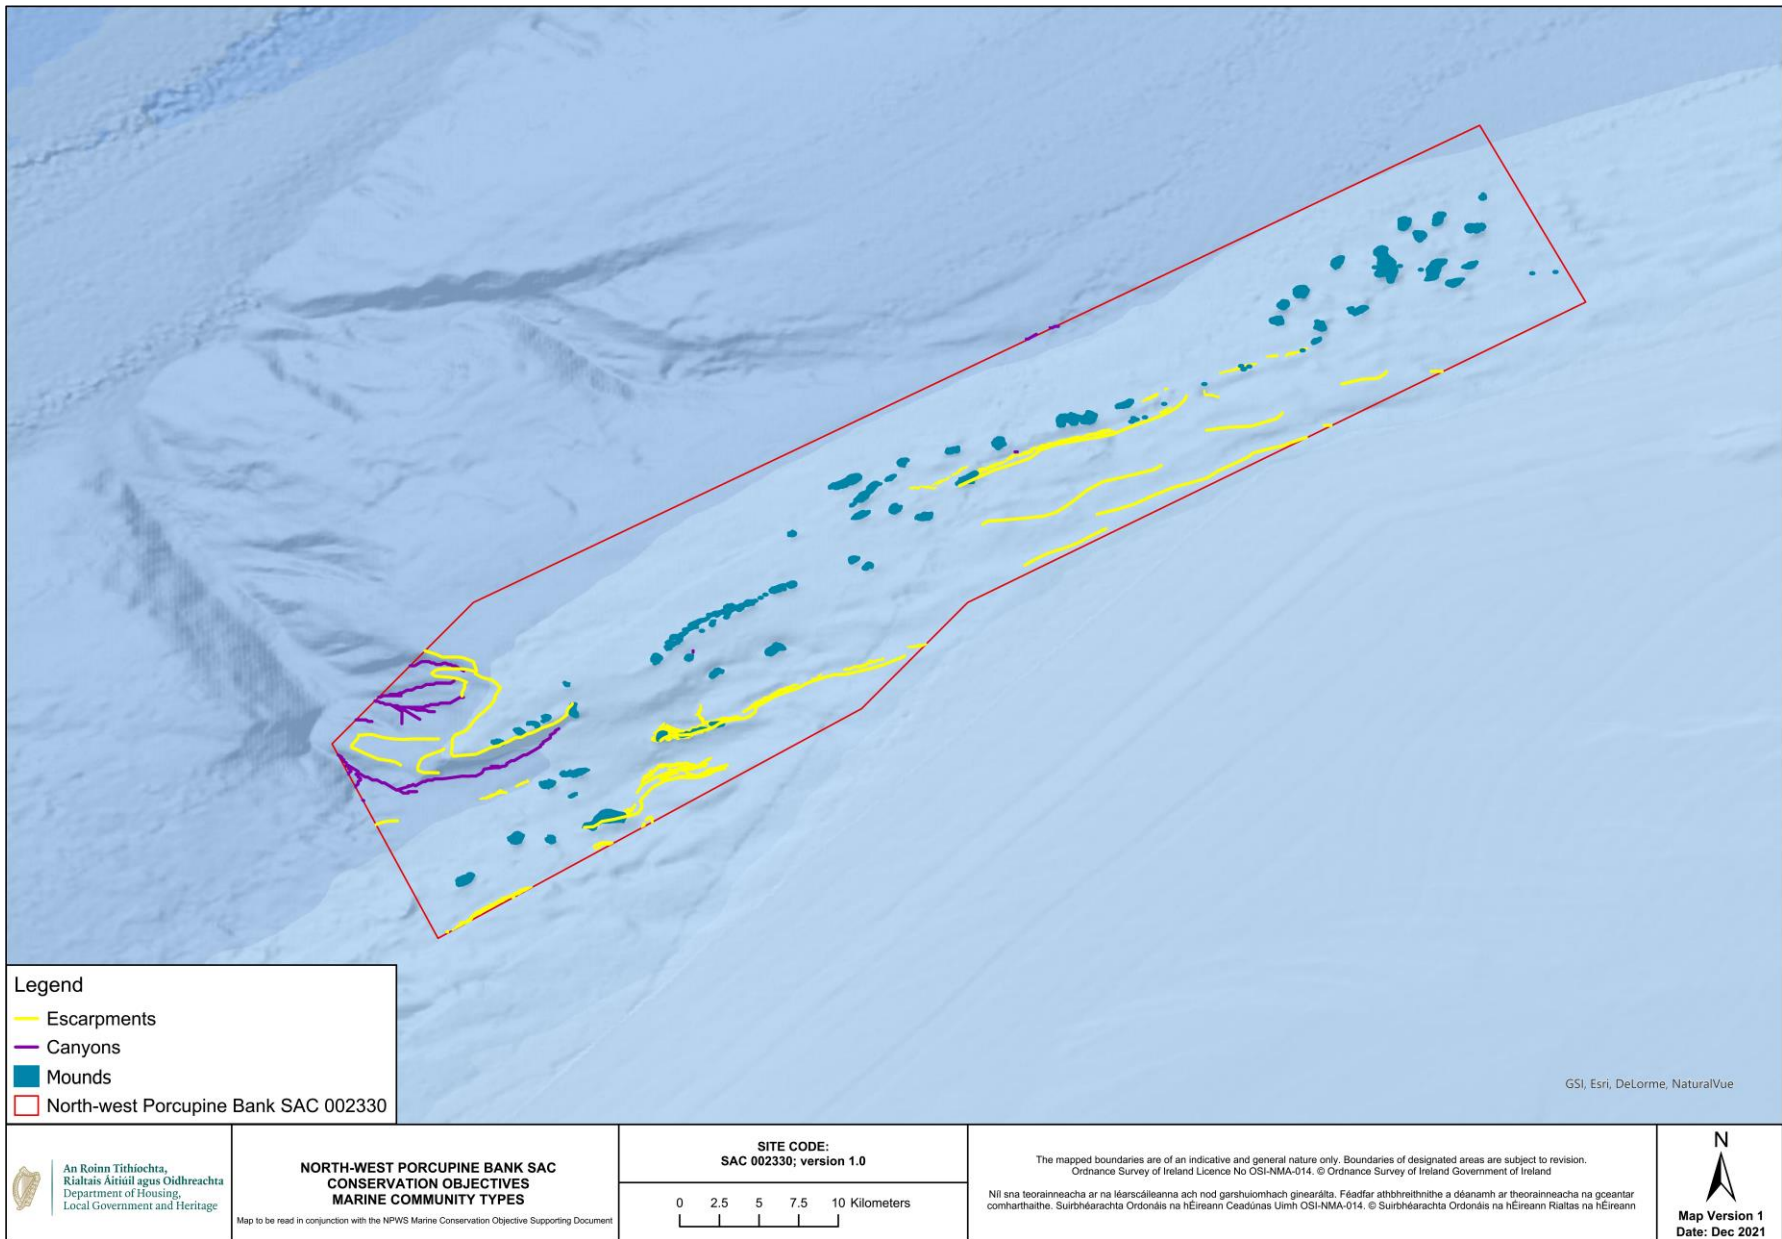 Legend
Escarpments
Canyons
Mounds
North-west Porcupine Bank SAC 002330
GSI, Esri, DeLorme, NaturalVue
An Roinn Tithíochta,
Rialtais Áitiúil agus Oidhreachta
Department of Housing,
Local Government and Heritage
NORTH-WEST PORCUPINE BANK SAC
CONSERVATION OBJECTIVES
MARINE COMMUNITY TYPES
Map to be read in conjunction with the NPWS Marine Conservation Objective Supporting Document
SITE CODE:
SAC 002330; version 1.0
0 2.5 5 7.5 10 Kilometers
The mapped boundaries are of an indicative and general nature only. Boundaries of designated areas are subject to revision.
Ordnance Survey of Ireland Licence No OSI-NMA-014. © Ordnance Survey of Ireland Government of Ireland
Níl sna teorainneacha ar na léarscáileanna ach nod garshuiomhach ginearálta. Féadfar athbhreithnithe a déanamh ar theorainneacha na gceantar
comharthaithe. Suirbhéarachta Ordonáis na hÉireann Ceadúnas Uimh OSI-NMA-014. © Suirbhéarachta Ordonáis na hÉireann Rialtas na hÉireann
N
Map Version 1
Date: Dec 2021